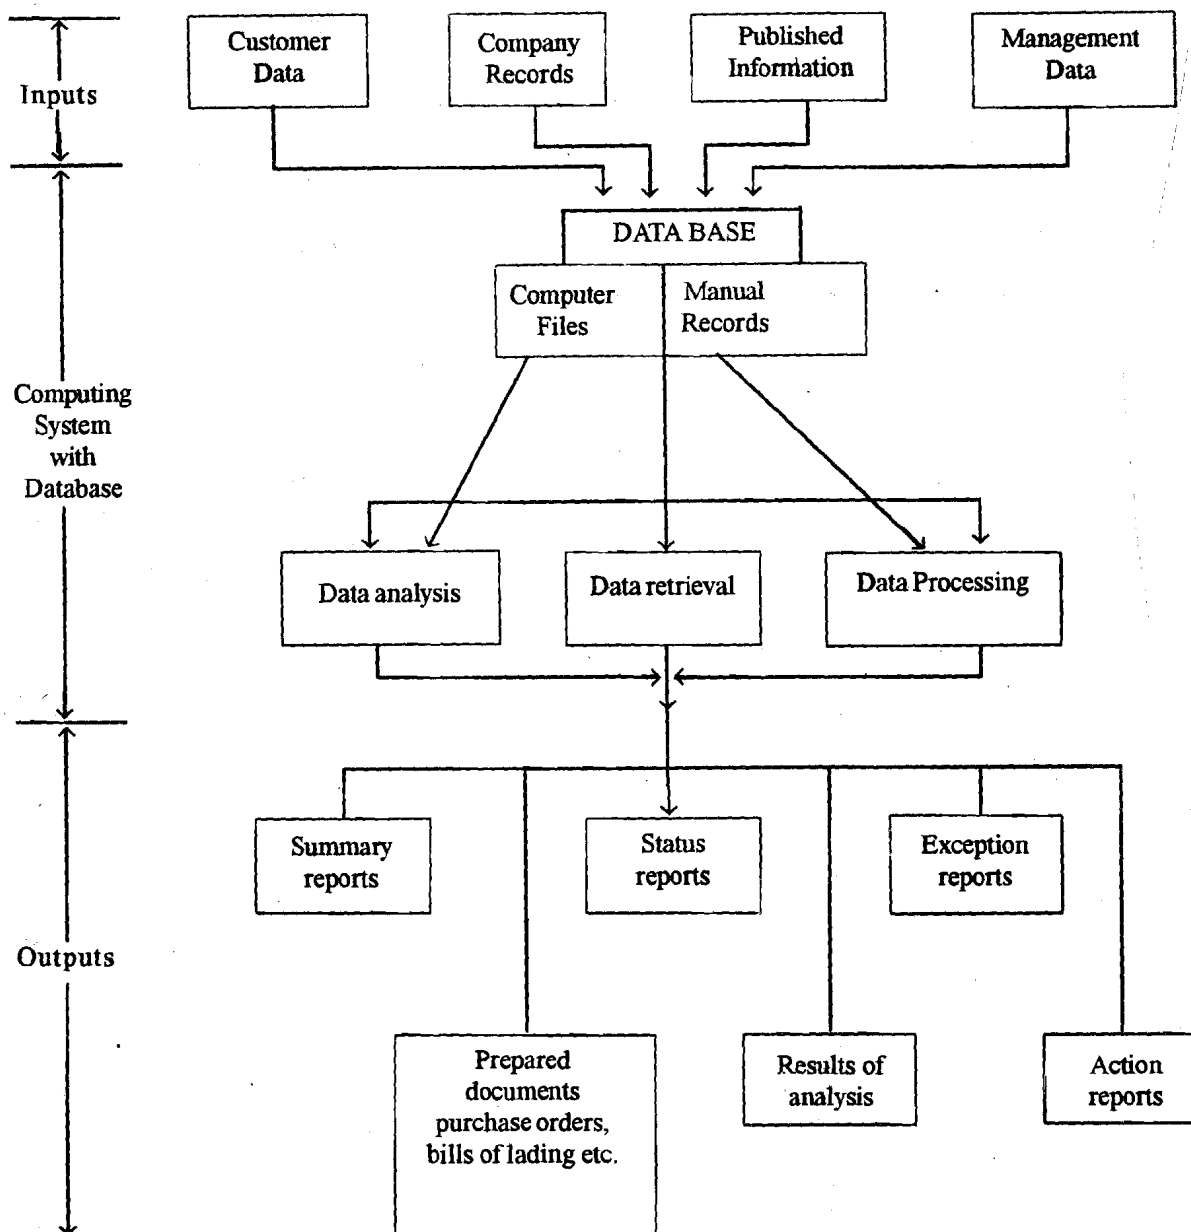 Inputs
Customer
Data
Company
Records
Published
Information
Management
Data
Computing
System
with
Database
DATA BASE
Computer
Files
Manual
Records
Data analysis
Data retrieval
Data Processing
Outputs
Summary
reports
Status
reports
Exception
reports
Prepared
documents
purchase orders,
bills of lading etc.
Results of
analysis
Action
reports